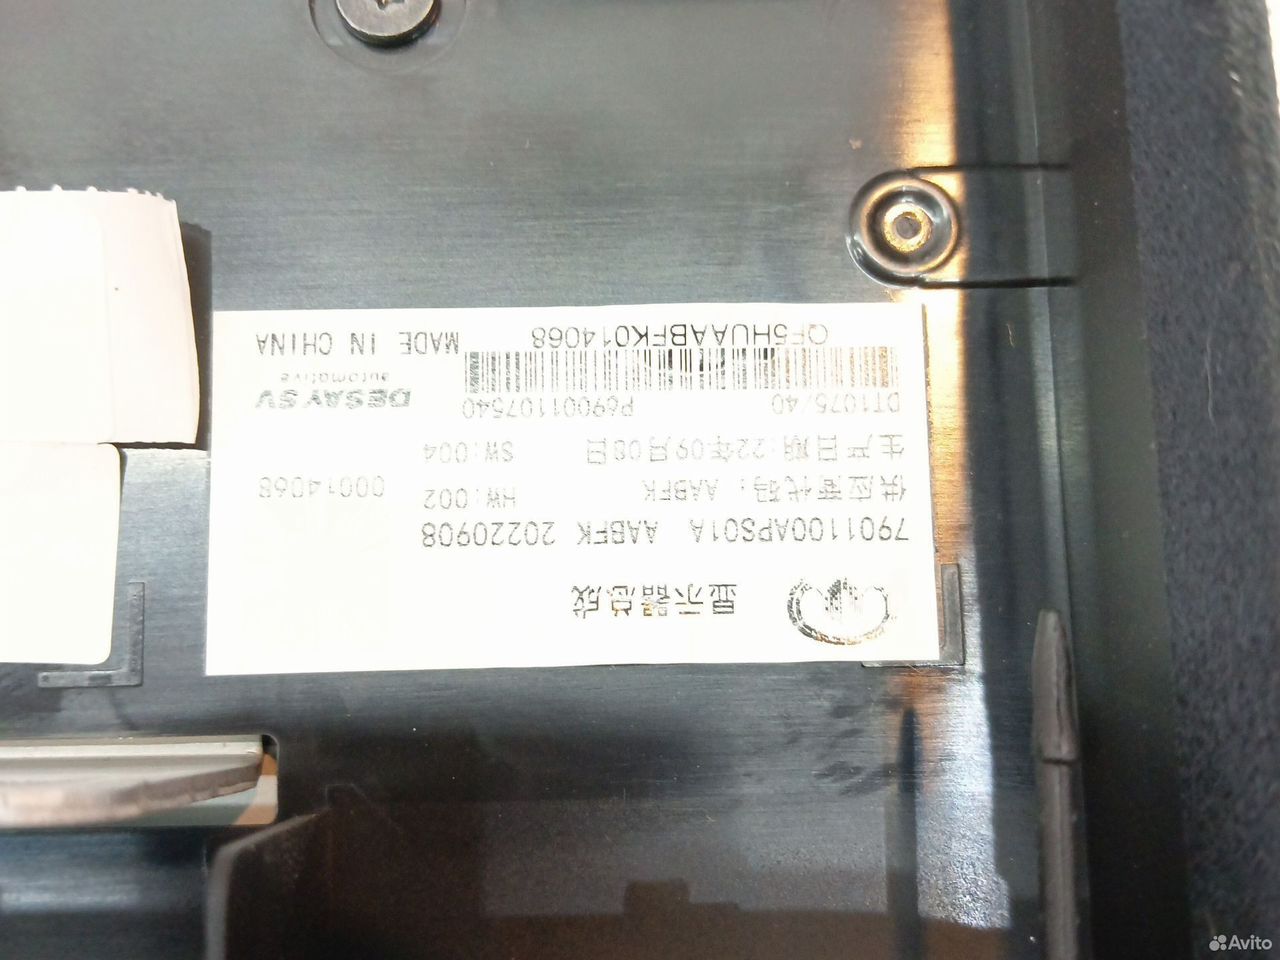 显示器总成
7901100APS01A AABFK 20220908
供应商代码：AABFK HW:002 00014068
生产日期:22年09月08日 SW:004
DT1075/40 P69001107540 DESAY SV
automotive
QF5HUAABFK014068 MADE IN CHINA
Avito